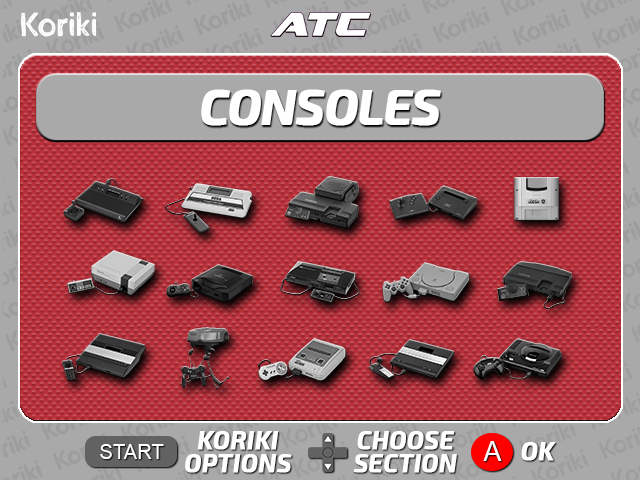 Koriki
ATC
CONSOLES
START
KORIKI
OPTIONS
CHOOSE
SECTION
A
OK